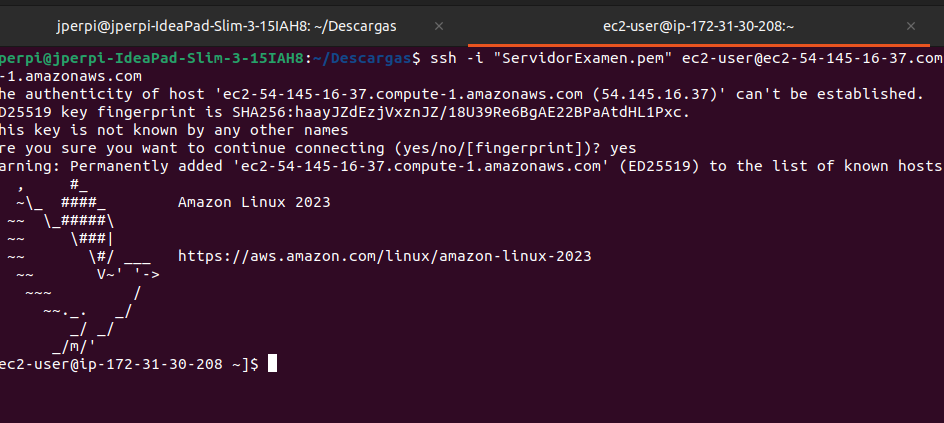 jperpi@jperpi-IdeaPad-Slim-3-15IAH8: ~/Descargas ×
ec2-user@ip-172-31-30-208:~ ×
perpi@jperpi-IdeaPad-Slim-3-15IAH8:~/Descargas$ ssh -i "ServidorExamen.pem" ec2-user@ec2-54-145-16-37.com
-1.amazonaws.com
he authenticity of host 'ec2-54-145-16-37.compute-1.amazonaws.com (54.145.16.37)' can't be established.
D25519 key fingerprint is SHA256:haayJZdEzjVxznJZ/18U39Re6BgAE22BPaAtdHL1Pxc.
his key is not known by any other names
re you sure you want to continue connecting (yes/no/[fingerprint])? yes
arning: Permanently added 'ec2-54-145-16-37.compute-1.amazonaws.com' (ED25519) to the list of known hosts
  ,     #_
  ~\_  ####_        Amazon Linux 2023
 ~~  \_#####\
 ~~     \###|
 ~~       \#/ ___   https://aws.amazon.com/linux/amazon-linux-2023
  ~~       V~' '->
   ~~~         /
     ~~._.   _/
        _/ _/
      _/m/'
ec2-user@ip-172-31-30-208 ~]$